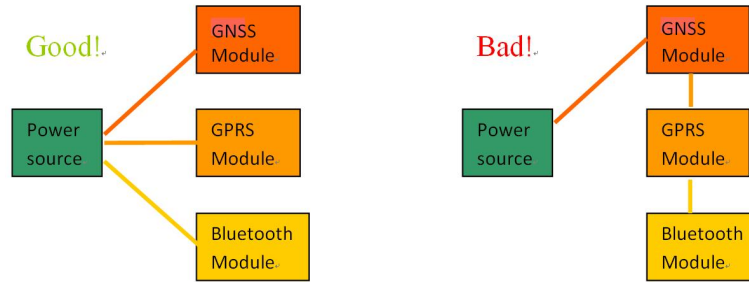 Good!
GNSS
Module
Power
source
GPRS
Module
Bluetooth
Module
Bad!
GNSS
Module
Power
source
GPRS
Module
Bluetooth
Module